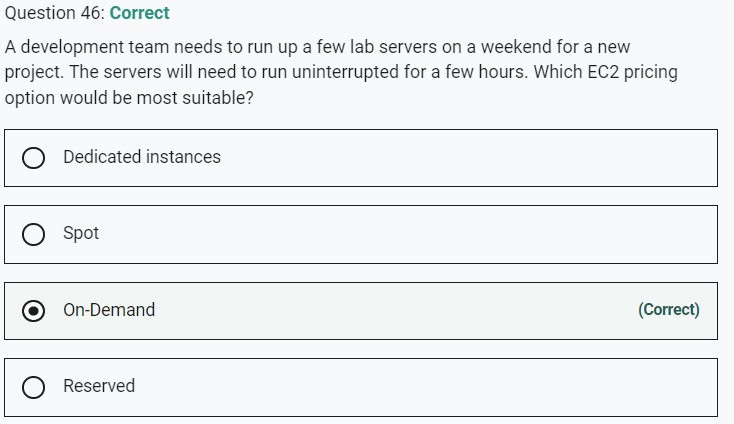 Question 46: Correct
A development team needs to run up a few lab servers on a weekend for a new
project. The servers will need to run uninterrupted for a few hours. Which EC2 pricing
option would be most suitable?
Dedicated instances
Spot
On-Demand (Correct)
Reserved